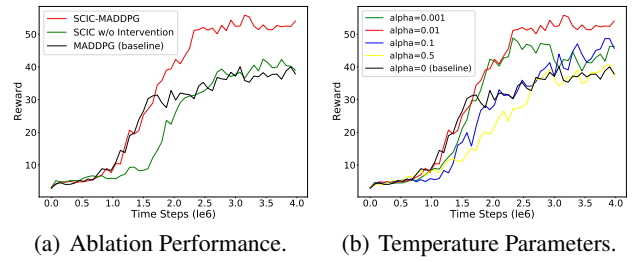 SCIC-MADDPG
SCIC w/o Intervention
MADDPG (baseline)
Reward
50
40
30
20
10
0.0 0.5 1.0 1.5 2.0 2.5 3.0 3.5 4.0
Time Steps (le6)
(a) Ablation Performance.
alpha=0.001
alpha=0.01
alpha=0.1
alpha=0.5
alpha=0 (baseline)
Reward
50
40
30
20
10
0.0 0.5 1.0 1.5 2.0 2.5 3.0 3.5 4.0
Time Steps (le6)
(b) Temperature Parameters.